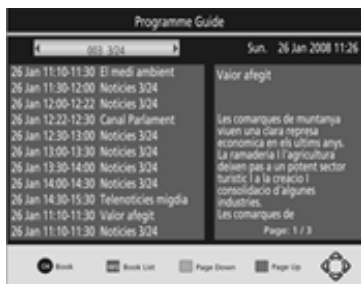 Programme Guide
003 3/24
Sun. 26 Jan 2008 11:26
26 Jan 11:10-11:30 El medi ambient
26 Jan 11:30-12:00 Noticies 3/24
26 Jan 12:00-12:22 Noticies 3/24
26 Jan 12:22-12:30 Canal Parlament
26 Jan 12:30-13:00 Noticies 3/24
26 Jan 13:00-13:30 Noticies 3/24
26 Jan 13:30-14:00 Noticies 3/24
26 Jan 14:00-14:30 Noticies 3/24
26 Jan 14:30-15:30 Telenoticies migdia
26 Jan 11:10-11:30 Valor afegit
26 Jan 11:10-11:30 Noticies 3/24
Vaior afegit
Les comarques de muntanya
viuen una clara represa
economica en els ultims anys.
La ramaderia I l'agricultura
deixen pas a un potent sector
turistic I a la creacio I
consolidacio d'algunes
industries.
Les comarques de
Page: 1 / 3
OK Book
Book List
Page Down
Page Up